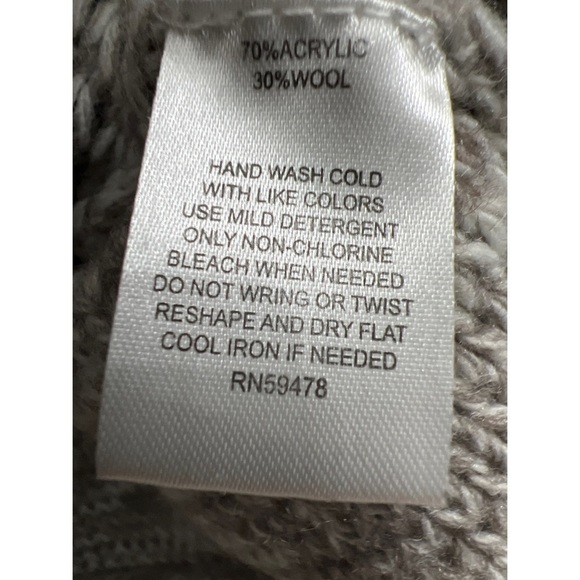 70%ACRYLIC
30%WOOL
HAND WASH COLD
WITH LIKE COLORS
USE MILD DETERGENT
ONLY NON-CHLORINE
BLEACH WHEN NEEDED
DO NOT WRING OR TWIST
RESHAPE AND DRY FLAT
COOL IRON IF NEEDED
RN59478